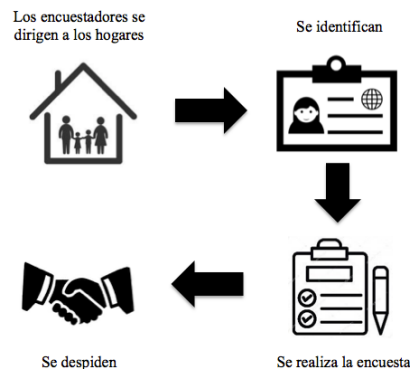 Los encuestadores se
dirigen a los hogares
Se identifican
Se realiza la encuesta
Se despiden